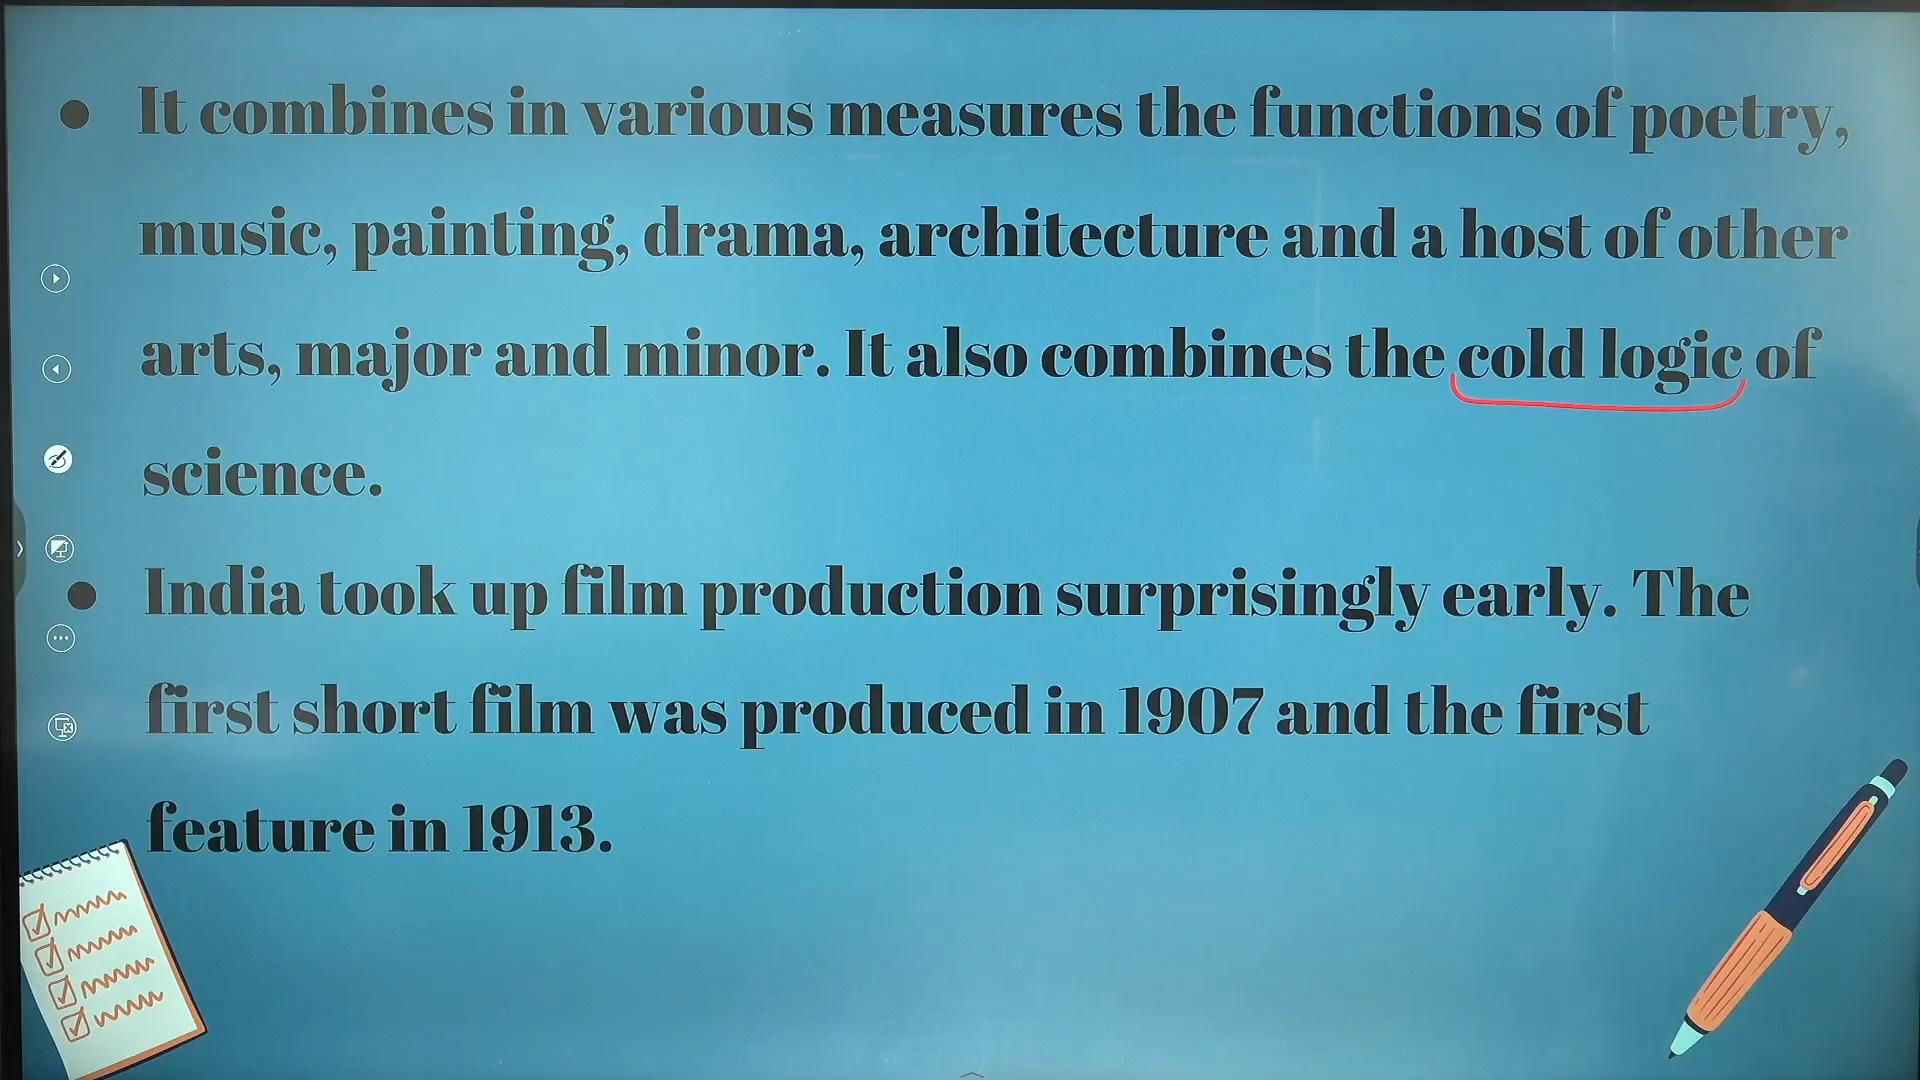 ● It combines in various measures the functions of poetry,
music, painting, drama, architecture and a host of other
arts, major and minor. It also combines the cold logic of
science.
● India took up film production surprisingly early. The
first short film was produced in 1907 and the first
feature in 1913.